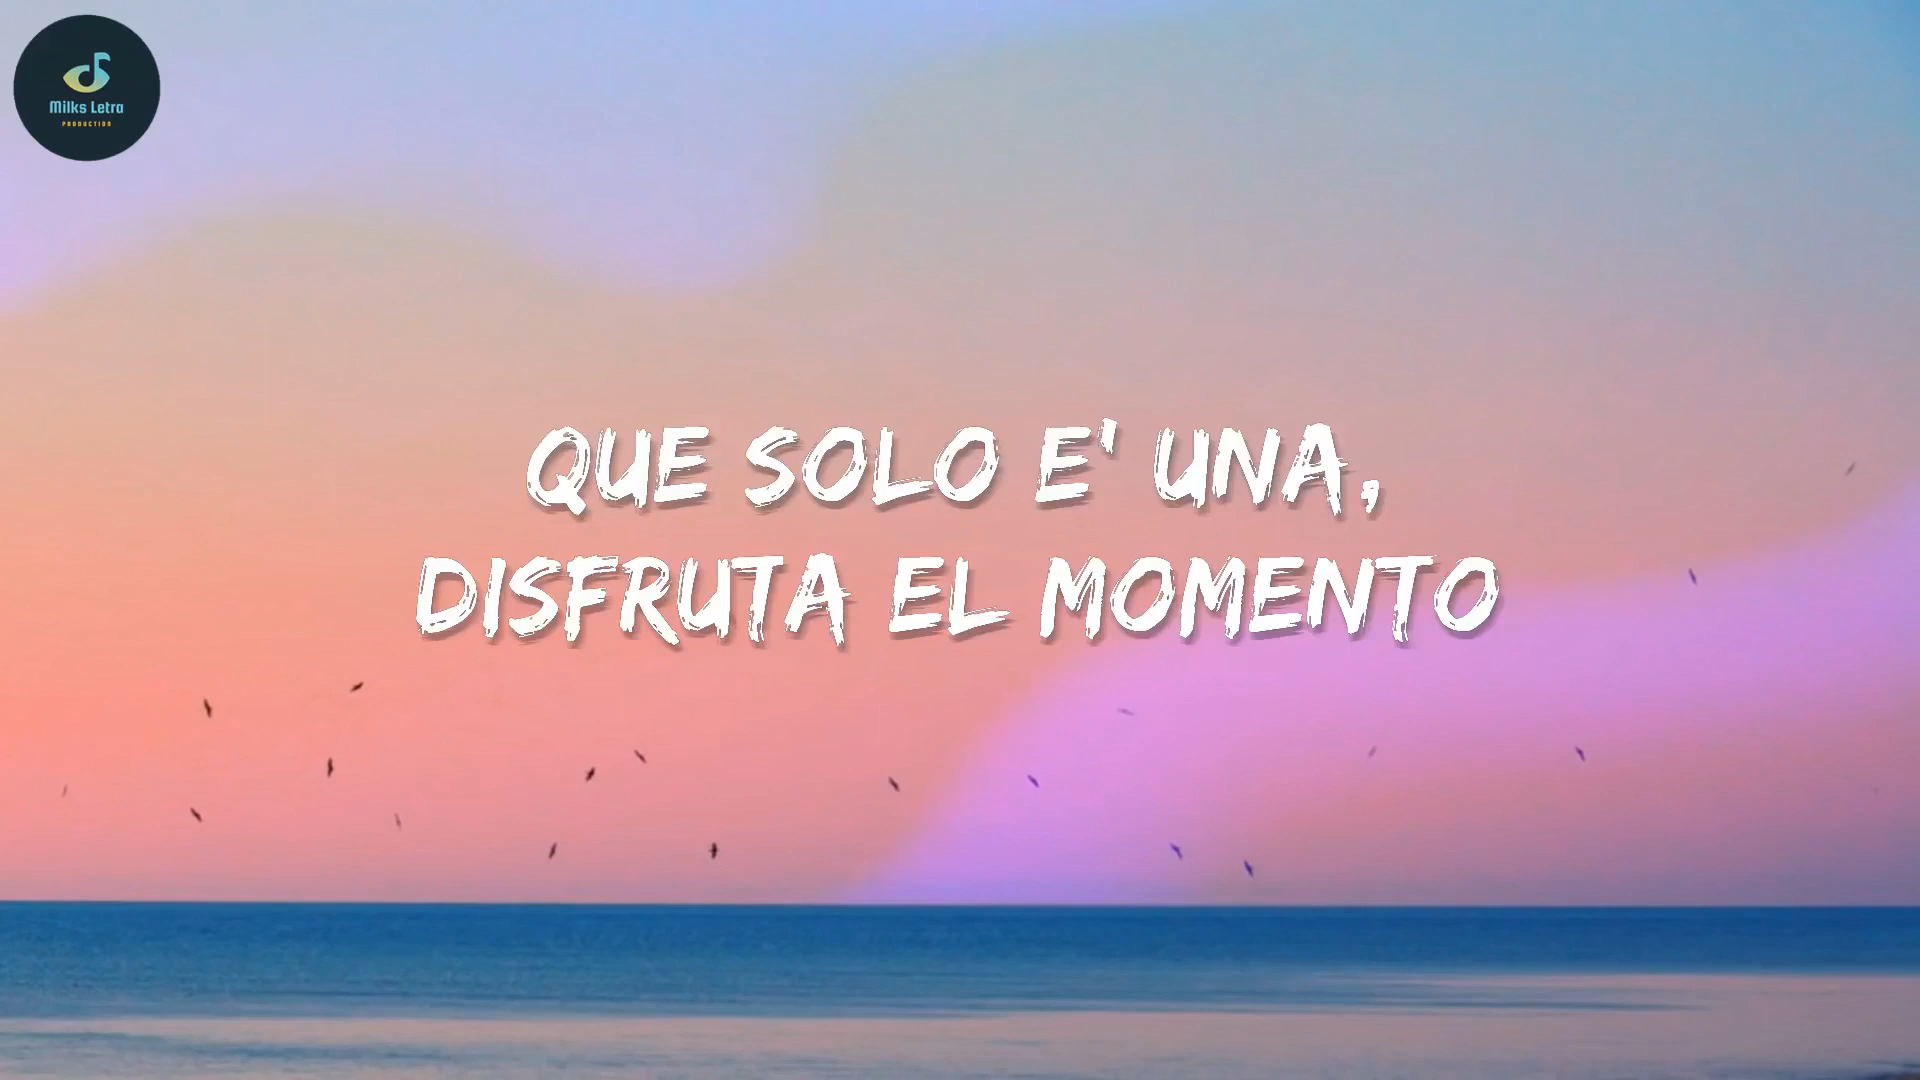 Milks Letra
PRODUCTION
QUE SOLO E' UNA,
DISFRUTA EL MOMENTO